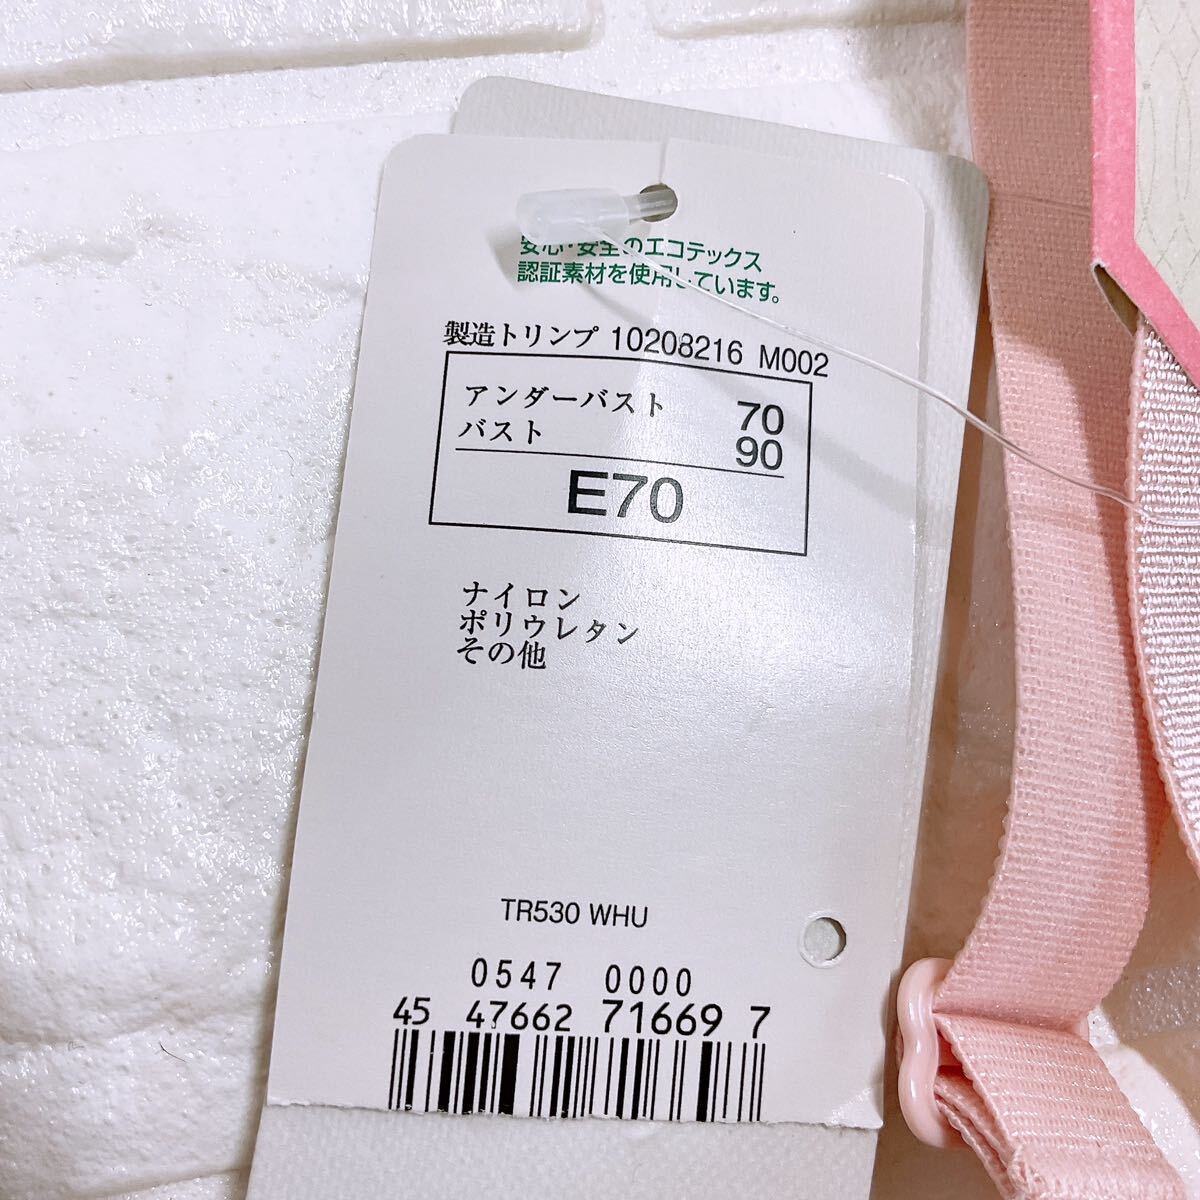 安心・安全のエコテックス
認証素材を使用しています。
製造トリンプ 10208216 M002
アンダーバスト 70
バスト 90
E70
ナイロン
ポリウレタン
その他
TR530 WHU
0547 0000
45 47662 71669 7